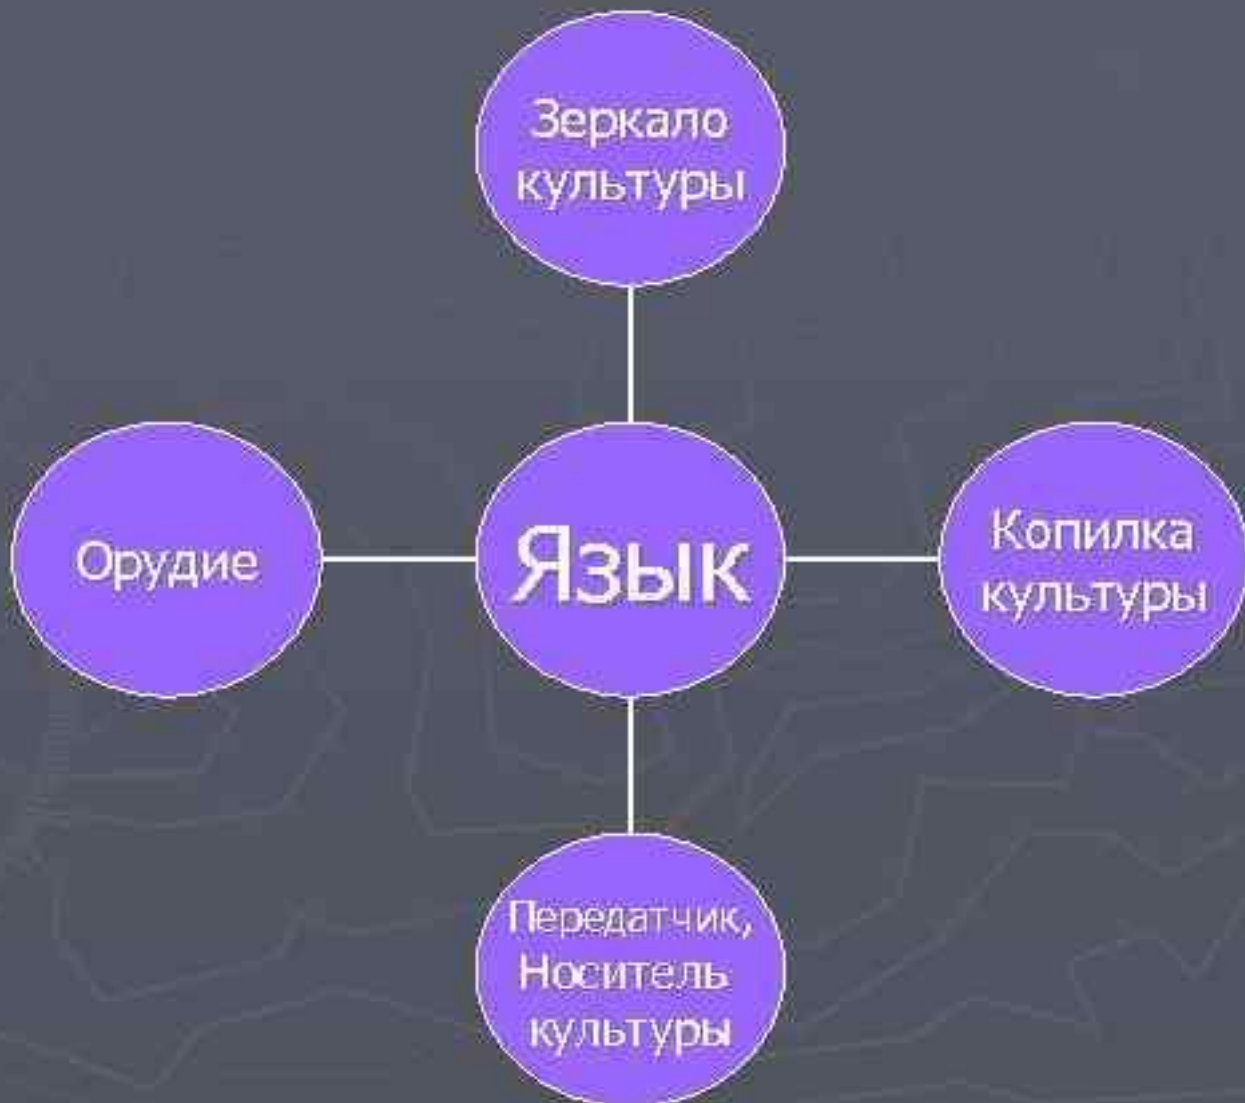 Зеркало
культуры
Орудие
Язык
Копилка
культуры
Передатчик,
Носитель
культуры